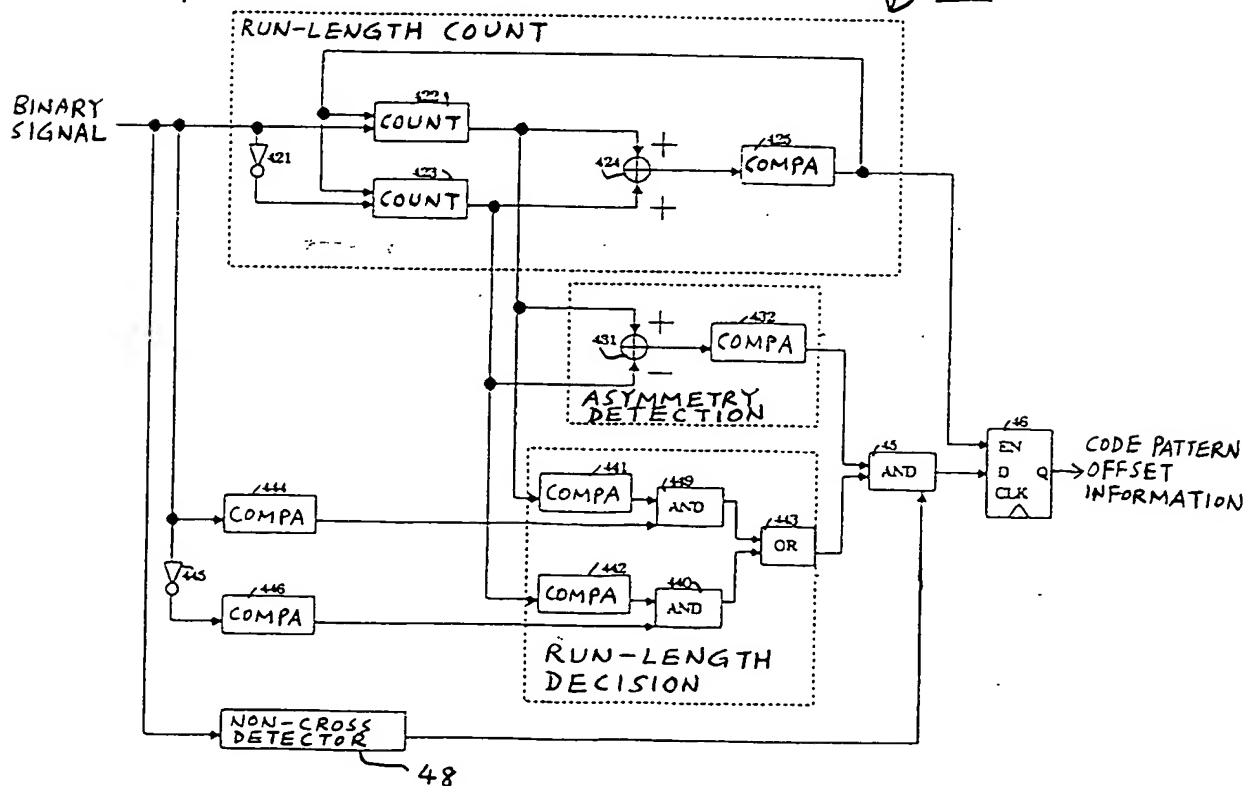 RUN-LENGTH COUNT
BINARY
SIGNAL
422
COUNT
421
423
COUNT
424
+
+
425
COMPA
431
+
−
432
COMPA
ASYMMETRY
DETECTION
441
COMPA
449
AND
443
OR
442
COMPA
440
AND
RUN-LENGTH
DECISION
444
COMPA
445
446
COMPA
45
AND
46
EN
D Q
CLK
CODE PATTERN
OFFSET
INFORMATION
NON-CROSS
DETECTOR
48